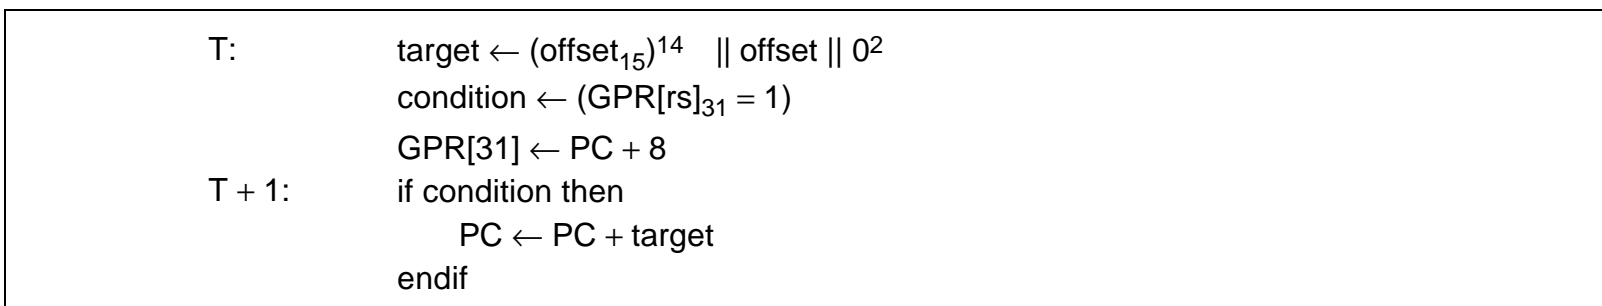 T: target ← (offset₁₅)¹⁴ || offset || 0²
condition ← (GPR[rs]₃₁ = 1)
GPR[31] ← PC + 8
T + 1: if condition then
PC ← PC + target
endif